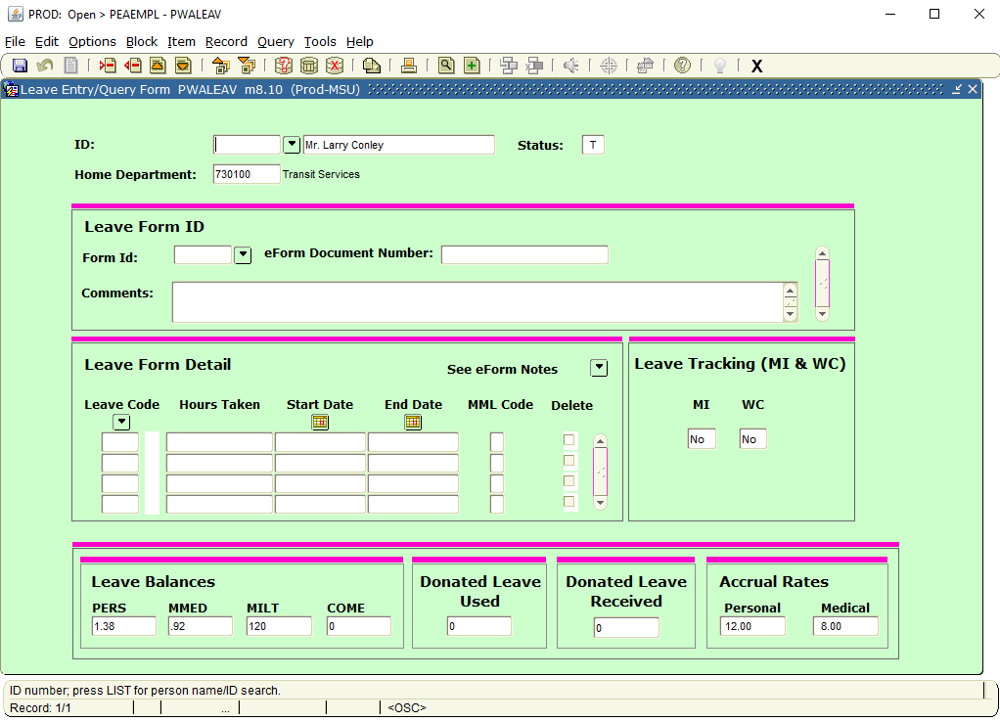 PROD: Open > PEAEMPL - PWALEAV
File Edit Options Block Item Record Query Tools Help
X
Leave Entry/Query Form PWALEAV m8.10 (Prod-MSU)
ID: Mr. Larry Conley Status: T
Home Department: 730100 Transit Services
Leave Form ID
Form Id: eForm Document Number:
Comments:
Leave Form Detail
See eForm Notes
Leave Code Hours Taken Start Date End Date MML Code Delete
Leave Tracking (MI & WC)
MI WC
No No
Leave Balances
PERS MMED MILT COME
1.38 .92 120 0
Donated Leave
Used
0
Donated Leave
Received
0
Accrual Rates
Personal Medical
12.00 8.00
ID number; press LIST for person name/ID search.
Record: 1/1 ... <OSC>